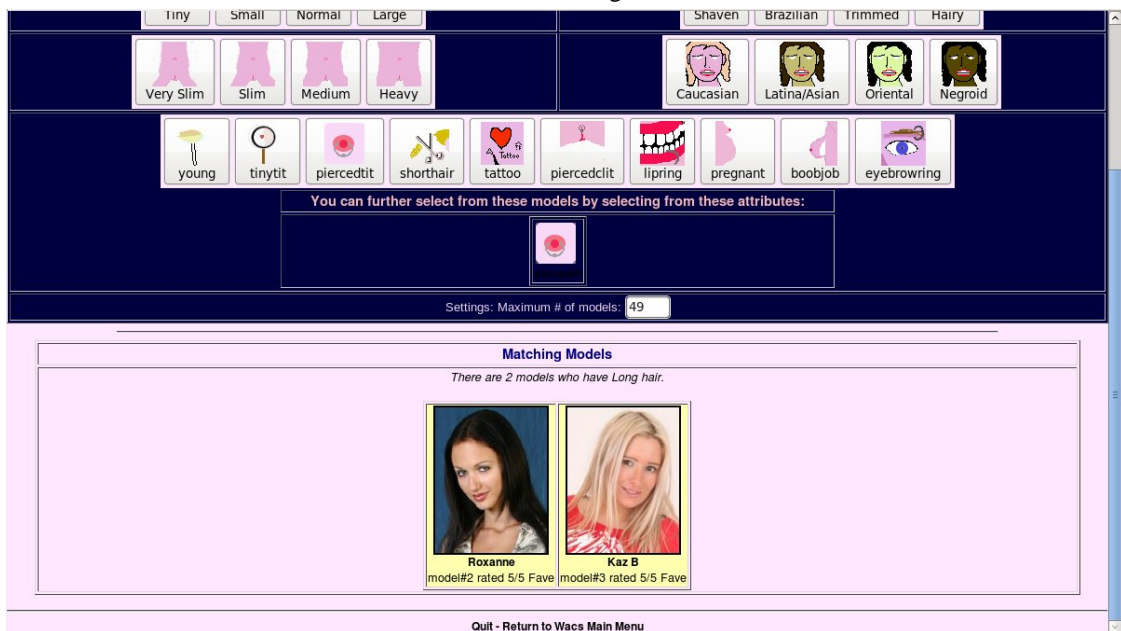 Tiny Small Normal Large
Shaven Brazilian Trimmed Hairy
Very Slim Slim Medium Heavy
Caucasian Latina/Asian Oriental Negroid
young tinytit piercedtit shorthair tattoo piercedclit lipring pregnant boobjob eyebrowring
Tattoo
You can further select from these models by selecting from these attributes:
Settings: Maximum # of models: 49
Matching Models
There are 2 models who have Long hair.
Roxanne
model#2 rated 5/5 Fave
Kaz B
model#3 rated 5/5 Fave
Quit - Return to Wacs Main Menu